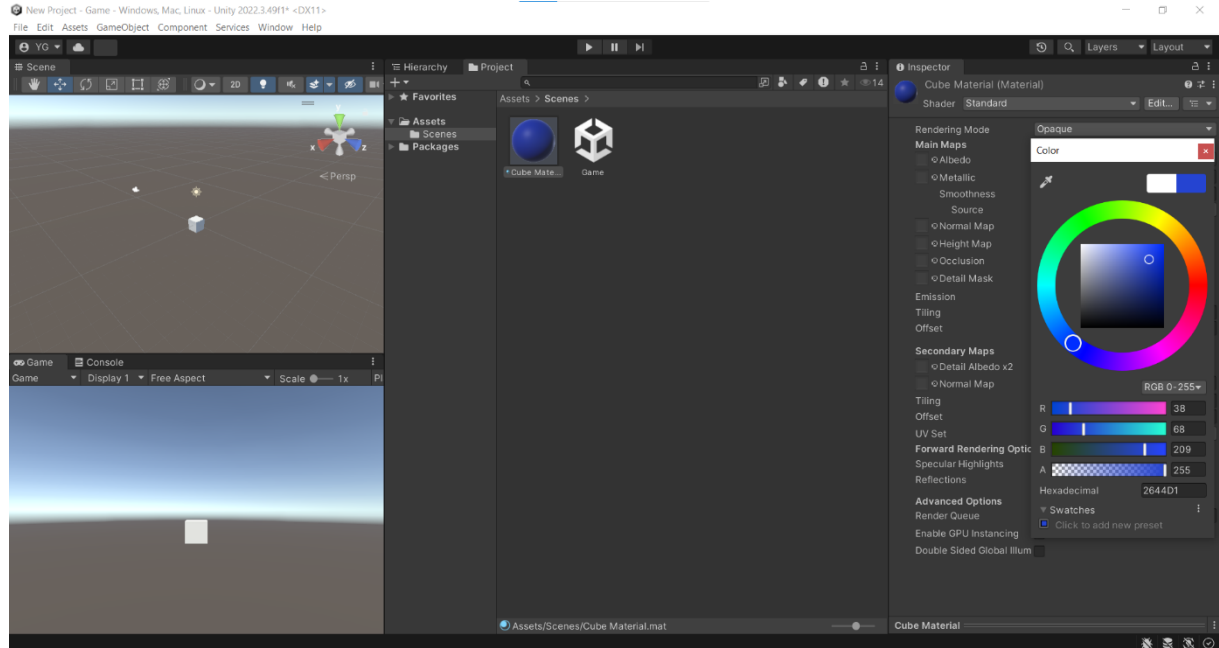 New Project - Game - Windows, Mac, Linux - Unity 2022.3.49f1* <DX11>
File Edit Assets GameObject Component Services Window Help
YG
Layers Layout
Scene
2D
y
x z
Persp
Game Console
Game Display 1 Free Aspect Scale 1x Pl
Hierarchy Project
14
Favorites
Assets
Scenes
Packages
Assets > Scenes >
Cube Mate...
Game
Assets/Scenes/Cube Material.mat
Inspector
Cube Material (Material)
Shader Standard Edit...
Rendering Mode Opaque
Main Maps
Albedo
Metallic
Smoothness
Source
Normal Map
Height Map
Occlusion
Detail Mask
Emission
Tiling
Offset
Secondary Maps
Detail Albedo x2
Normal Map
Tiling
Offset
UV Set
Forward Rendering Optic
Specular Highlights
Reflections
Advanced Options
Render Queue
Enable GPU Instancing
Double Sided Global Illum
Color
RGB 0-255
R 38
G 68
B 209
A 255
Hexadecimal 2644D1
Swatches
Click to add new preset
Cube Material